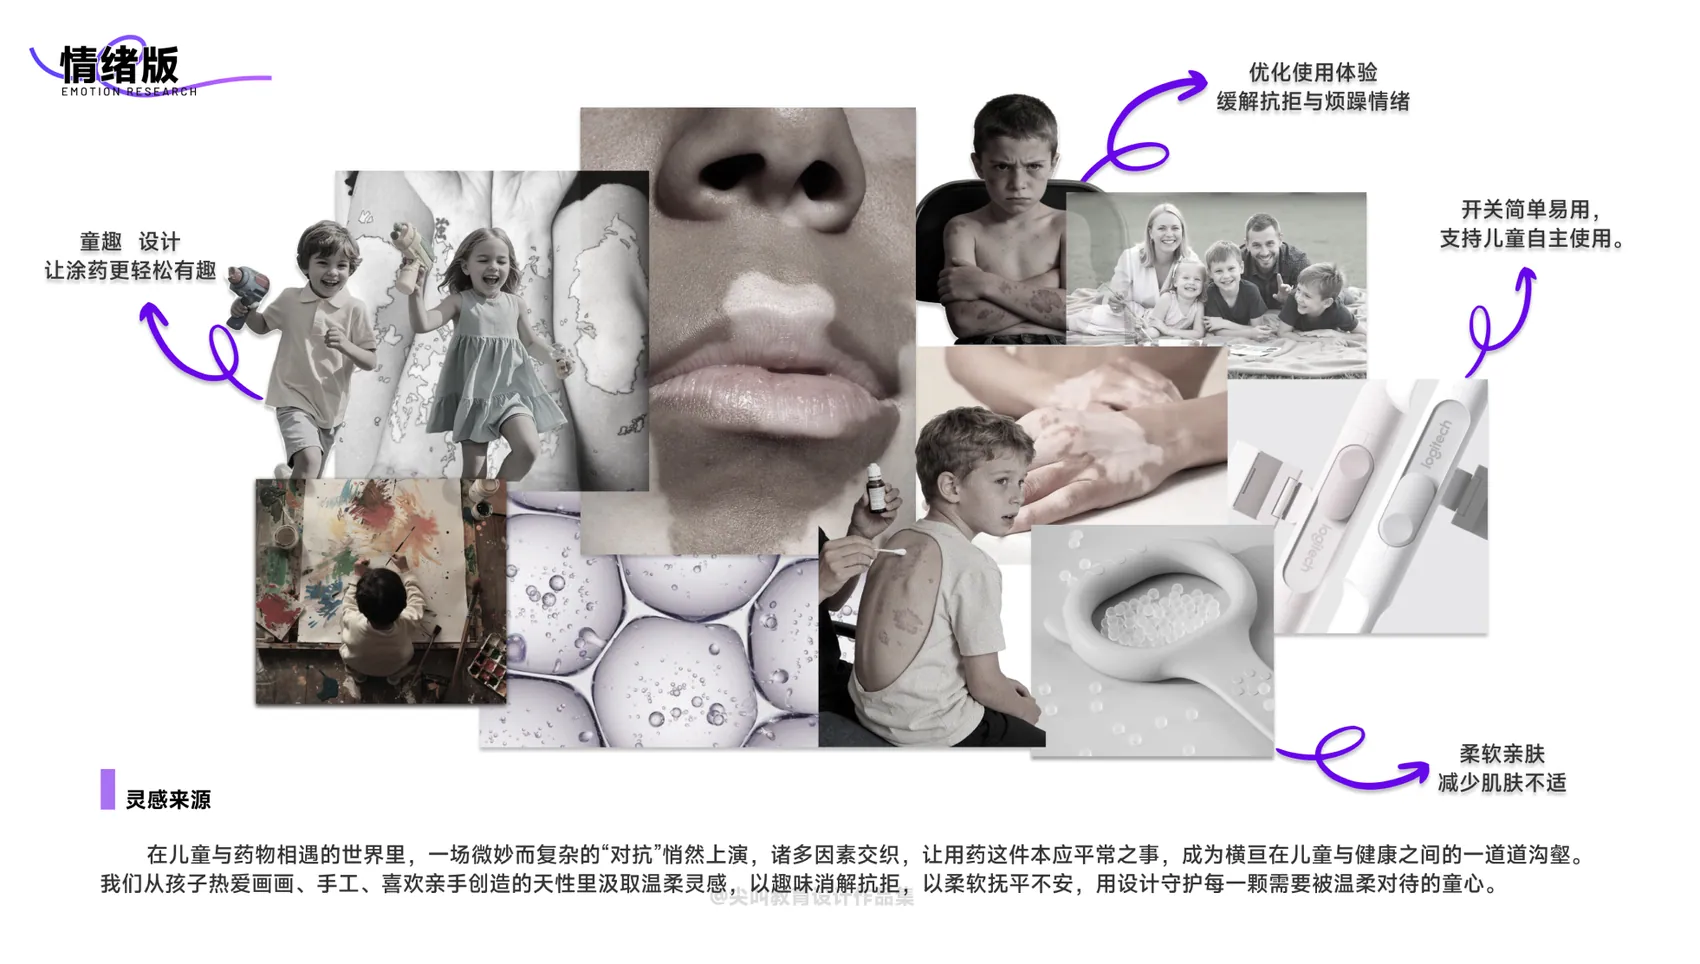 情绪版
EMOTION RESEARCH
优化使用体验
缓解抗拒与烦躁情绪
开关简单易用，
支持儿童自主使用。
童趣 设计
让涂药更轻松有趣
logitech
logitech
柔软亲肤
减少肌肤不适
灵感来源
在儿童与药物相遇的世界里，一场微妙而复杂的“对抗”悄然上演，诸多因素交织，让用药这件本应平常之事，成为横亘在儿童与健康之间的一道道沟壑。
我们从孩子热爱画画、手工、喜欢亲手创造的天性里汲取温柔灵感，以趣味消解抗拒，以柔软抚平不安，用设计守护每一颗需要被温柔对待的童心。
@尖叫教育设计作品集